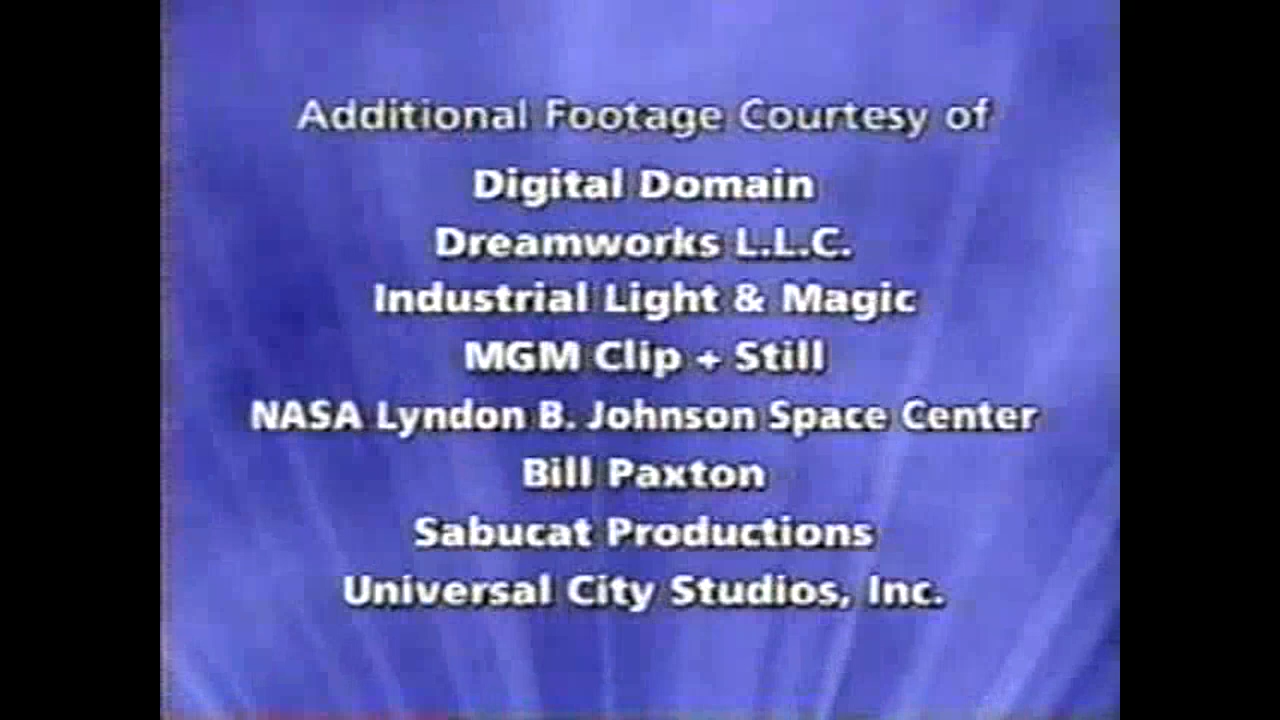 Additional Footage Courtesy of
Digital Domain
Dreamworks L.L.C.
Industrial Light & Magic
MGM Clip + Still
NASA Lyndon B. Johnson Space Center
Bill Paxton
Sabucat Productions
Universal City Studios, Inc.